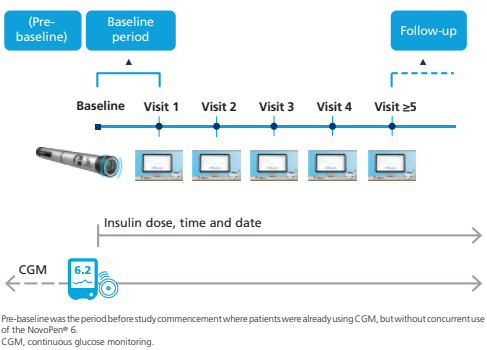 (Pre-
baseline)
Baseline
period
Follow-up
Baseline
Visit 1
Visit 2
Visit 3
Visit 4
Visit ≥5
Insulin dose, time and date
CGM
6.2
Pre-baseline was the period before study commencement where patients were already using CGM, but without concurrent use
of the NovoPen® 6.
CGM, continuous glucose monitoring.